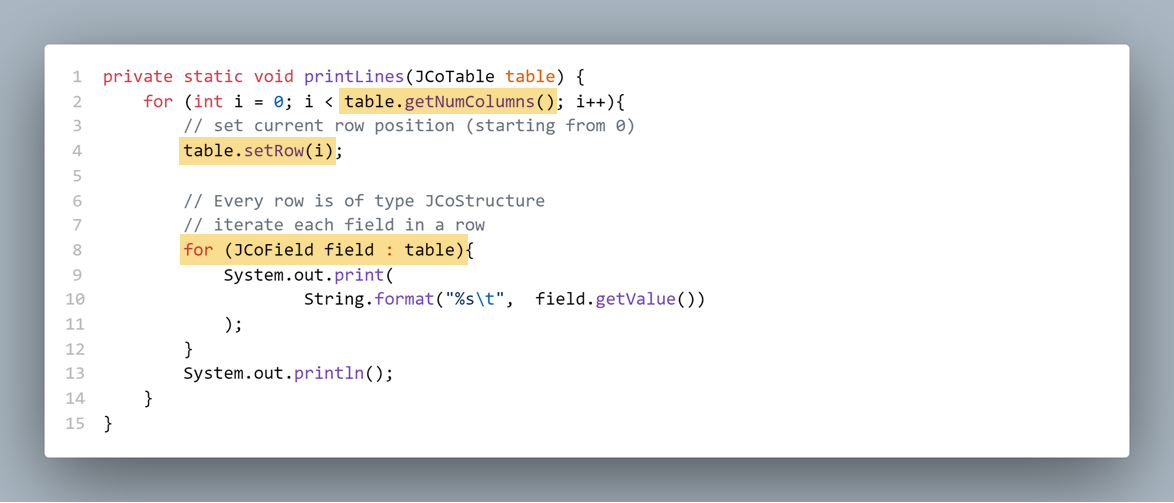 1 private static void printLines(JCoTable table) {
2 for (int i = 0; i < table.getNumColumns(); i++){
3 // set current row position (starting from 0)
4 table.setRow(i);
5
6 // Every row is of type JCoStructure
7 // iterate each field in a row
8 for (JCoField field : table){
9 System.out.print(
10 String.format("%s\t",  field.getValue())
11 );
12 }
13 System.out.println();
14 }
15 }